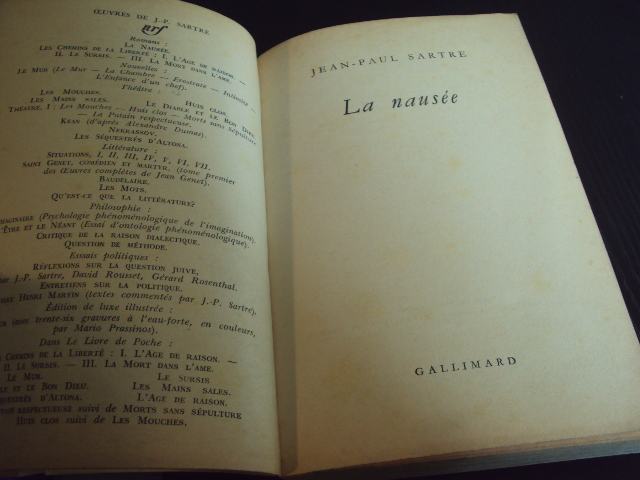 ŒUVRES DE J.-P. SARTRE
nrf
Romans :
LA NAUSÉE.
LES CHEMINS DE LA LIBERTÉ : I. L'AGE DE RAISON. —
II. LE SURSIS. — III. LA MORT DANS L'AME.
Nouvelles :
LE MUR (Le Mur — La Chambre — Erostrate — Intimité —
L'Enfance d'un chef).
Théâtre :
LES MOUCHES. HUIS CLOS.
LES MAINS SALES. LE DIABLE ET LE BON DIEU.
THÉATRE, I : Les Mouches — Huis clos — Morts sans sépulture
— La Putain respectueuse.
KEAN (d'après Alexandre Dumas).
NEKRASSOV.
LES SÉQUESTRÉS D'ALTONA.
Littérature :
SITUATIONS, I, II, III, IV, V, VI, VII.
SAINT GENET, COMÉDIEN ET MARTYR. (tome premier
des Œuvres complètes de Jean Genet).
BAUDELAIRE.
LES MOTS.
QU'EST-CE QUE LA LITTÉRATURE?
Philosophie :
IMAGINAIRE (Psychologie phénoménologique de l'imagination).
ÊTRE ET LE NÉANT (Essai d'ontologie phénoménologique).
CRITIQUE DE LA RAISON DIALECTIQUE.
QUESTION DE MÉTHODE.
Essais politiques :
RÉFLEXIONS SUR LA QUESTION JUIVE.
par J.-P. Sartre, David Rousset, Gérard Rosenthal.
ENTRETIENS SUR LA POLITIQUE.
HENRI MARTIN (textes commentés par J.-P. Sartre).
Édition de luxe illustrée :
(avec trente-six gravures à l'eau-forte, en couleurs,
par Mario Prassinos).
Dans Le Livre de Poche :
CHEMINS DE LA LIBERTÉ : I. L'AGE DE RAISON. —
II. LE SURSIS. — III. LA MORT DANS L'AME.
LE MUR. LE SURSIS
ET LE BON DIEU. LES MAINS SALES.
D'ALTONA. L'AGE DE RAISON.
RESPECTUEUSE suivi de MORTS SANS SÉPULTURE
HUIS CLOS suivi de LES MOUCHES.
JEAN-PAUL SARTRE
La nausée
GALLIMARD